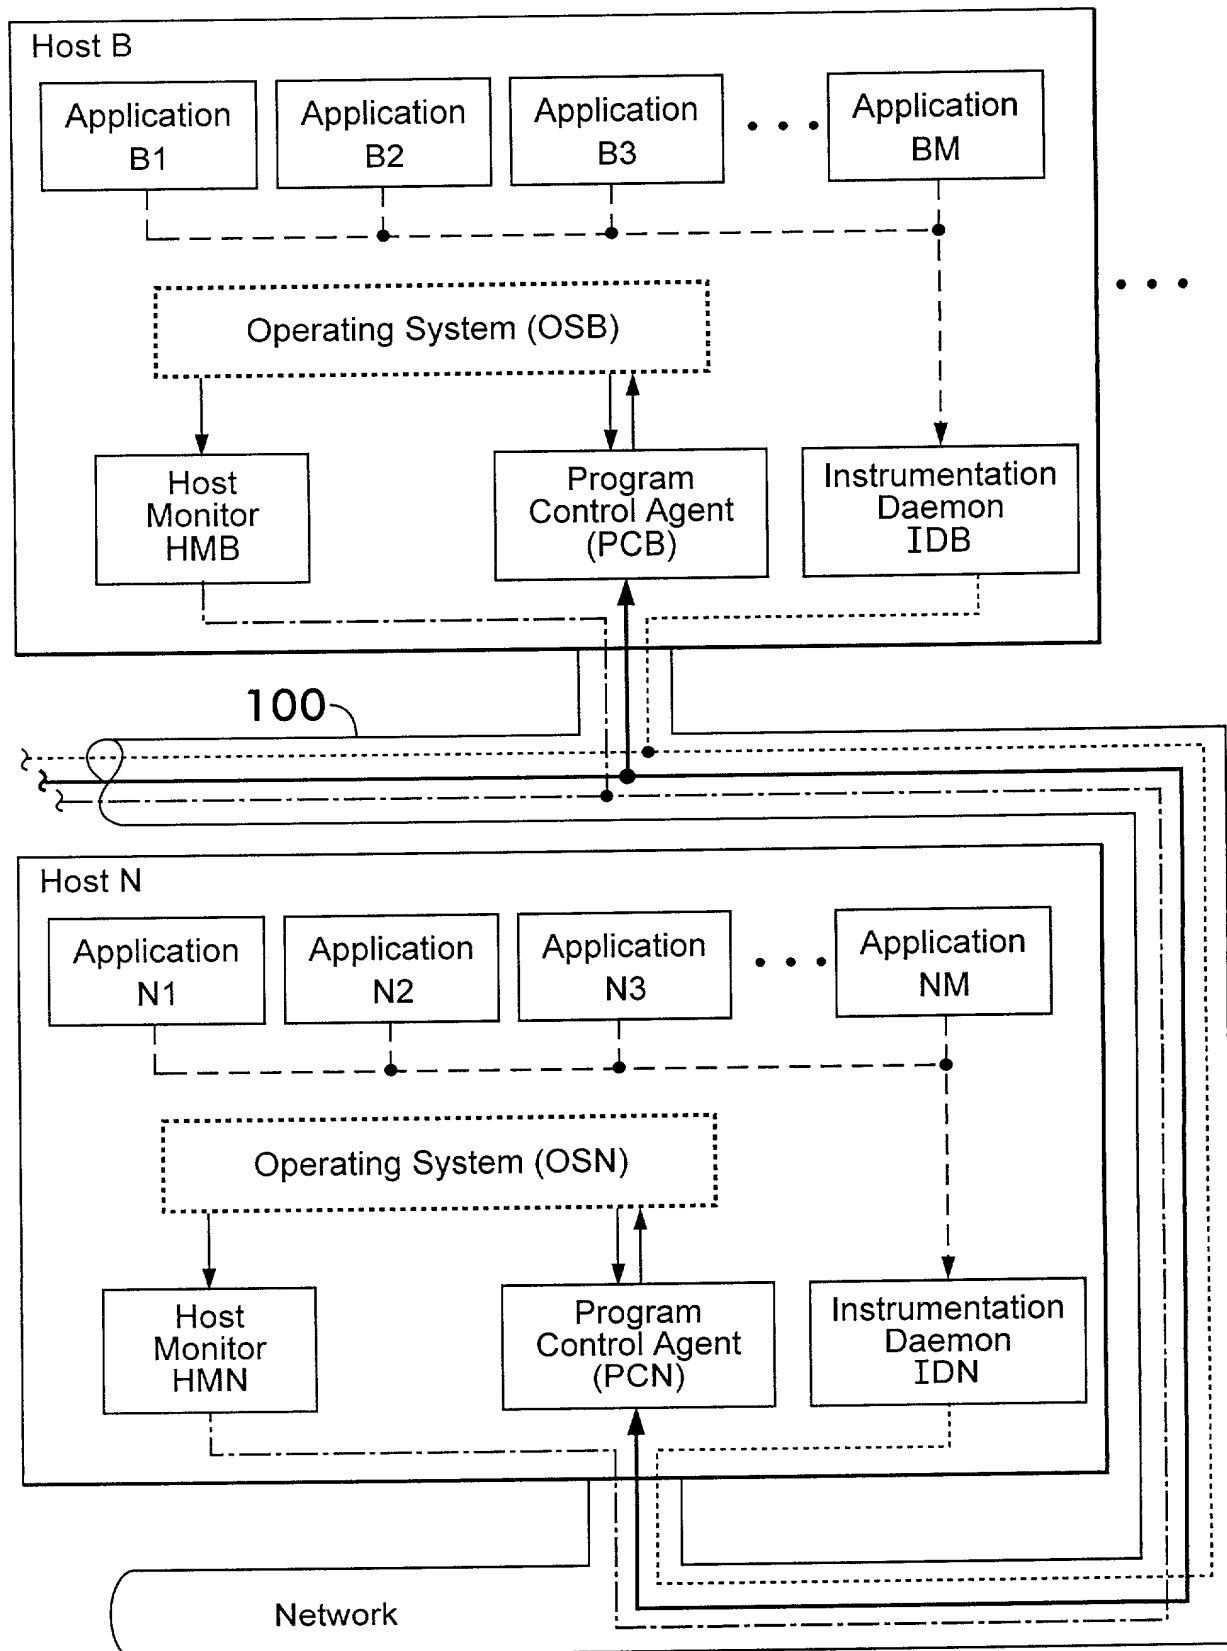 Host B
Application
B1
Application
B2
Application
B3
Application
BM
Operating System (OSB)
Host
Monitor
HMB
Program
Control Agent
(PCB)
Instrumentation
Daemon
IDB
100
Host N
Application
N1
Application
N2
Application
N3
Application
NM
Operating System (OSN)
Host
Monitor
HMN
Program
Control Agent
(PCN)
Instrumentation
Daemon
IDN
Network